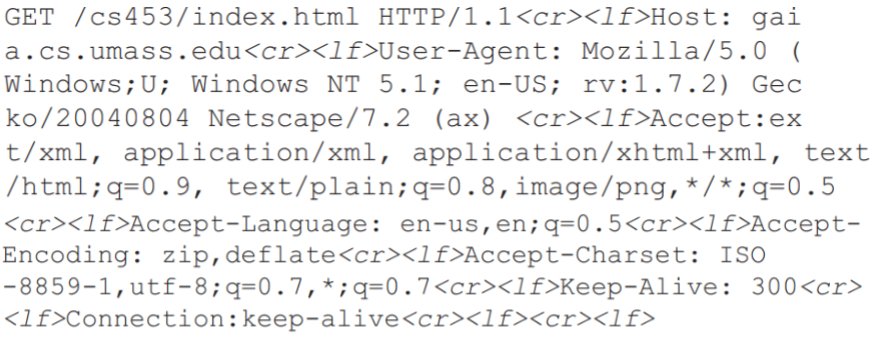 GET /cs453/index.html HTTP/1.1<cr><lf>Host: gai
a.cs.umass.edu<cr><lf>User-Agent: Mozilla/5.0 (
Windows;U; Windows NT 5.1; en-US; rv:1.7.2) Gec
ko/20040804 Netscape/7.2 (ax) <cr><lf>Accept:ex
t/xml, application/xml, application/xhtml+xml, text
/html;q=0.9, text/plain;q=0.8,image/png,*/*;q=0.5
<cr><lf>Accept-Language: en-us,en;q=0.5<cr><lf>Accept-
Encoding: zip,deflate<cr><lf>Accept-Charset: ISO
-8859-1,utf-8;q=0.7,*;q=0.7<cr><lf>Keep-Alive: 300<cr>
<lf>Connection:keep-alive<cr><lf><cr><lf>